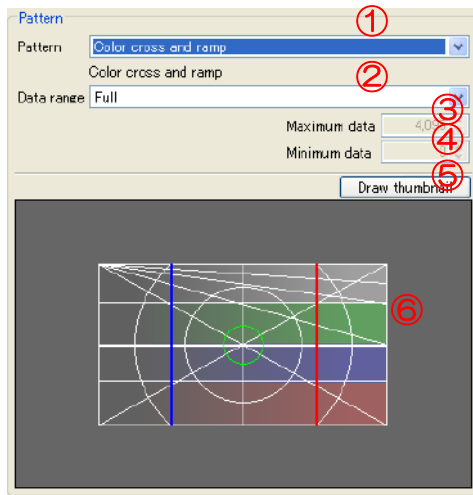 Pattern
①
Pattern Color cross and ramp
Color cross and ramp
②
Data range Full
③
Maximum data
④
Minimum data
⑤
Draw thumbnail
⑥